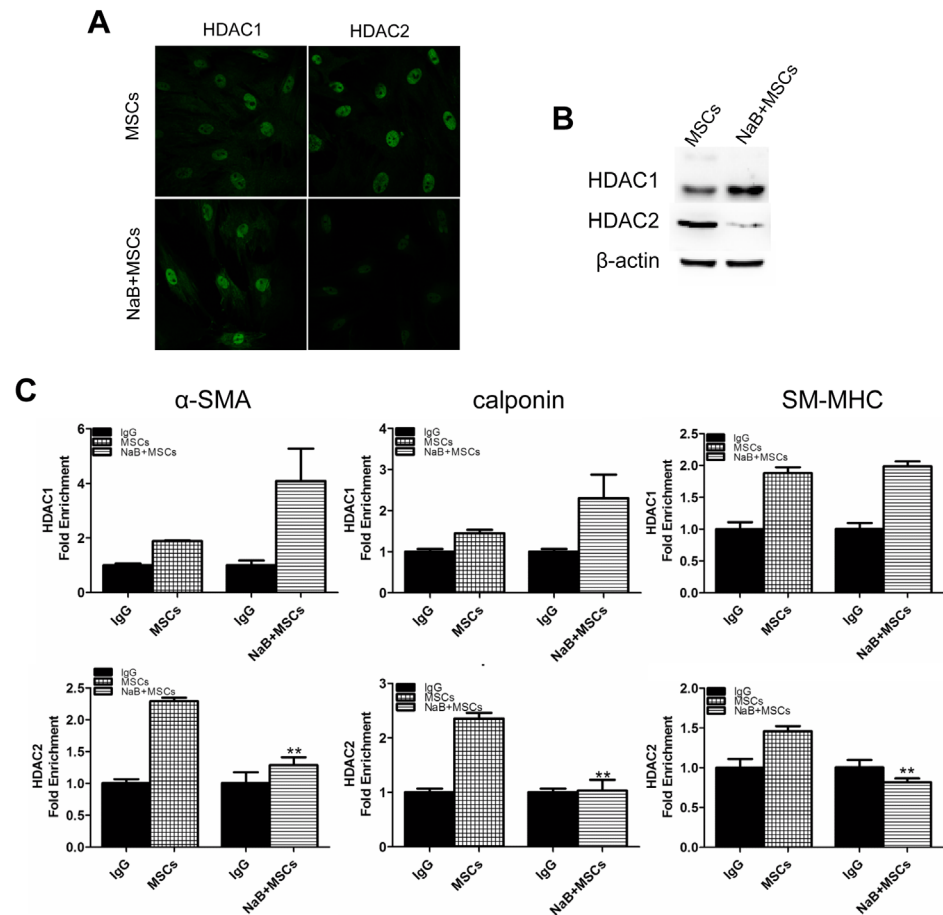 A
HDAC1 HDAC2
MSCs
NaB+MSCs
B
MSCs NaB+MSCs
HDAC1
HDAC2
β-actin
C
α-SMA calponin SM-MHC
HDAC1
Fold Enrichment
6
4
2
0
IgG
MSCs
NaB+MSCs
IgG MSCs IgG NaB+MSCs
HDAC1
Fold Enrichment
4
3
2
1
0
IgG
MSCs
NaB+MSCs
IgG MSCs IgG NaB+MSCs
HDAC1
Fold Enrichment
2.5
2.0
1.5
1.0
0.5
0.0
IgG
MSCs
NaB+MSCs
IgG MSCs IgG NaB+MSCs
HDAC2
Fold Enrichment
2.5
2.0
1.5
1.0
0.5
0.0
IgG
MSCs
NaB+MSCs
**
IgG MSCs IgG NaB+MSCs
HDAC2
Fold Enrichment
3
2
1
0
IgG
MSCs
NaB+MSCs
**
IgG MSCs IgG NaB+MSCs
HDAC2
Fold Enrichment
2.0
1.5
1.0
0.5
0.0
IgG
MSCs
NaB+MSCs
**
IgG MSCs IgG NaB+MSCs